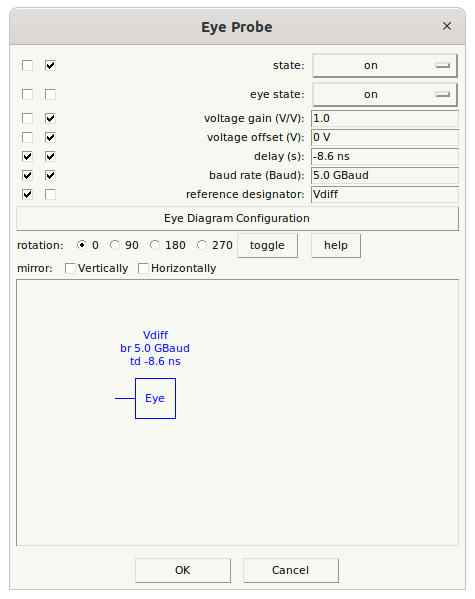 Eye Probe
state: on
eye state: on
voltage gain (V/V): 1.0
voltage offset (V): 0 V
delay (s): -8.6 ns
baud rate (Baud): 5.0 GBaud
reference designator: Vdiff
Eye Diagram Configuration
rotation: 0 90 180 270 toggle help
mirror: Vertically Horizontally
Vdiff
br 5.0 GBaud
td -8.6 ns
Eye
OK Cancel